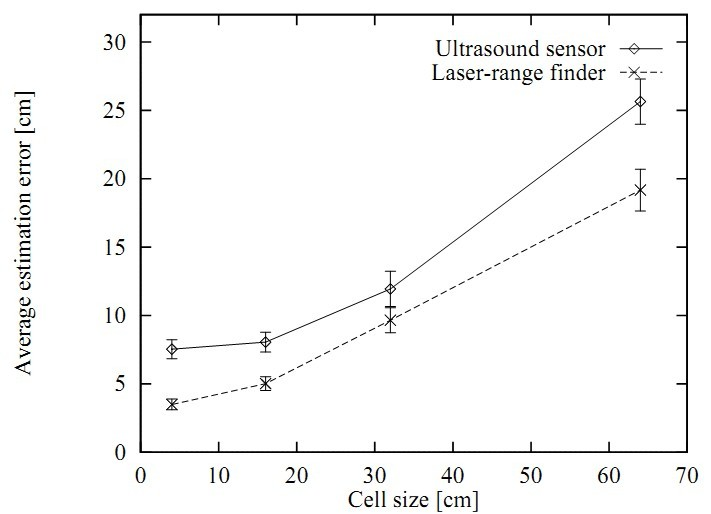 30
25
20
15
10
5
0
Average estimation error [cm]
Ultrasound sensor
Laser-range finder
0 10 20 30 40 50 60 70
Cell size [cm]